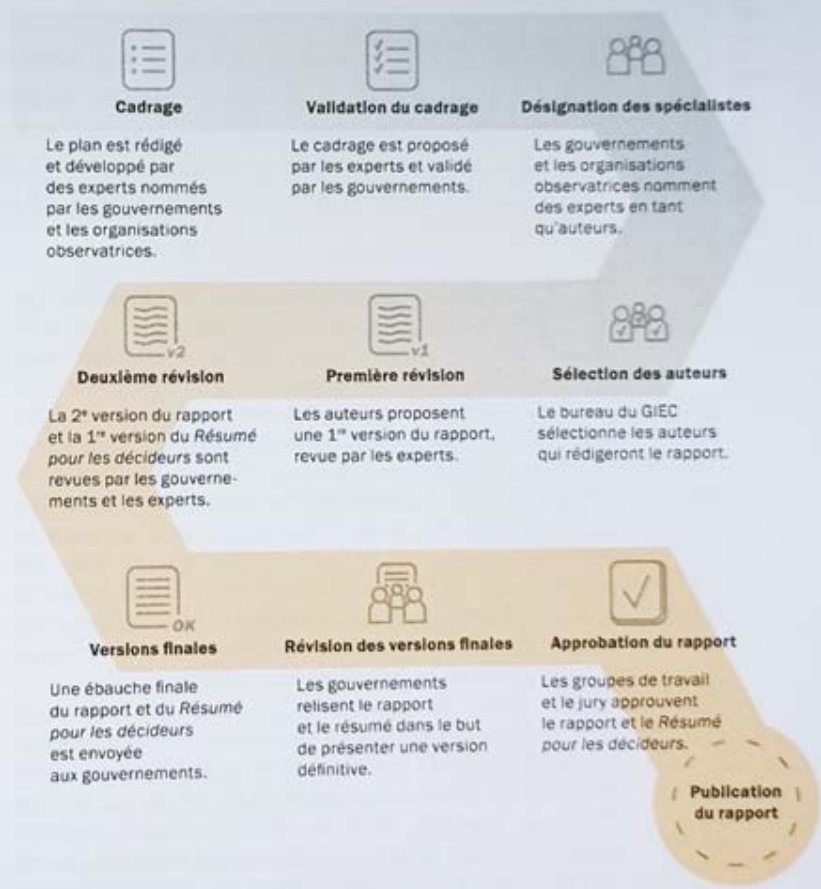 Cadrage
Le plan est rédigé
et développé par
des experts nommés
par les gouvernements
et les organisations
observatrices.
Validation du cadrage
Le cadrage est proposé
par les experts et validé
par les gouvernements.
Désignation des spécialistes
Les gouvernements
et les organisations
observatrices nomment
des experts en tant
qu'auteurs.
Sélection des auteurs
Le bureau du GIEC
sélectionne les auteurs
qui rédigeront le rapport.
v1
Première révision
Les auteurs proposent
une 1re version du rapport,
revue par les experts.
v2
Deuxième révision
La 2e version du rapport
et la 1re version du Résumé
pour les décideurs sont
revues par les gouverne-
ments et les experts.
OK
Versions finales
Une ébauche finale
du rapport et du Résumé
pour les décideurs
est envoyée
aux gouvernements.
Révision des versions finales
Les gouvernements
relisent le rapport
et le résumé dans le but
de présenter une version
définitive.
Approbation du rapport
Les groupes de travail
et le jury approuvent
le rapport et le Résumé
pour les décideurs.
Publication
du rapport